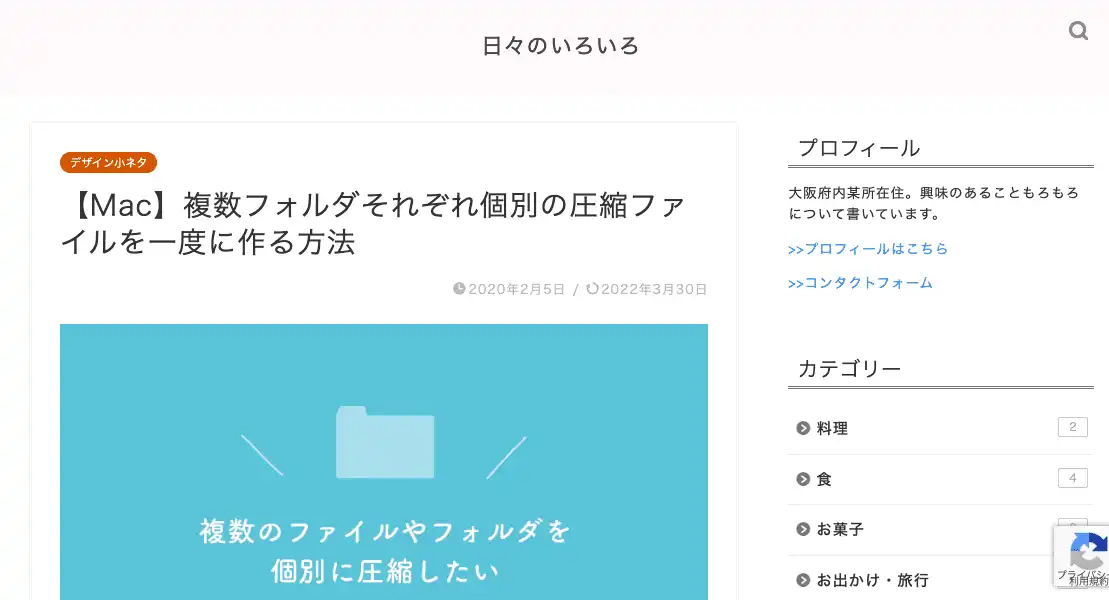 日々のいろいろ
デザイン小ネタ
【Mac】複数フォルダそれぞれ個別の圧縮ファ
イルを一度に作る方法
2020年2月5日 / 2022年3月30日
複数のファイルやフォルダを
個別に圧縮したい
プロフィール
大阪府内某所在住。興味のあることもろもろ
について書いています。
>>プロフィールはこちら
>>コンタクトフォーム
カテゴリー
料理 2
食 4
お菓子
お出かけ・旅行
利用規約